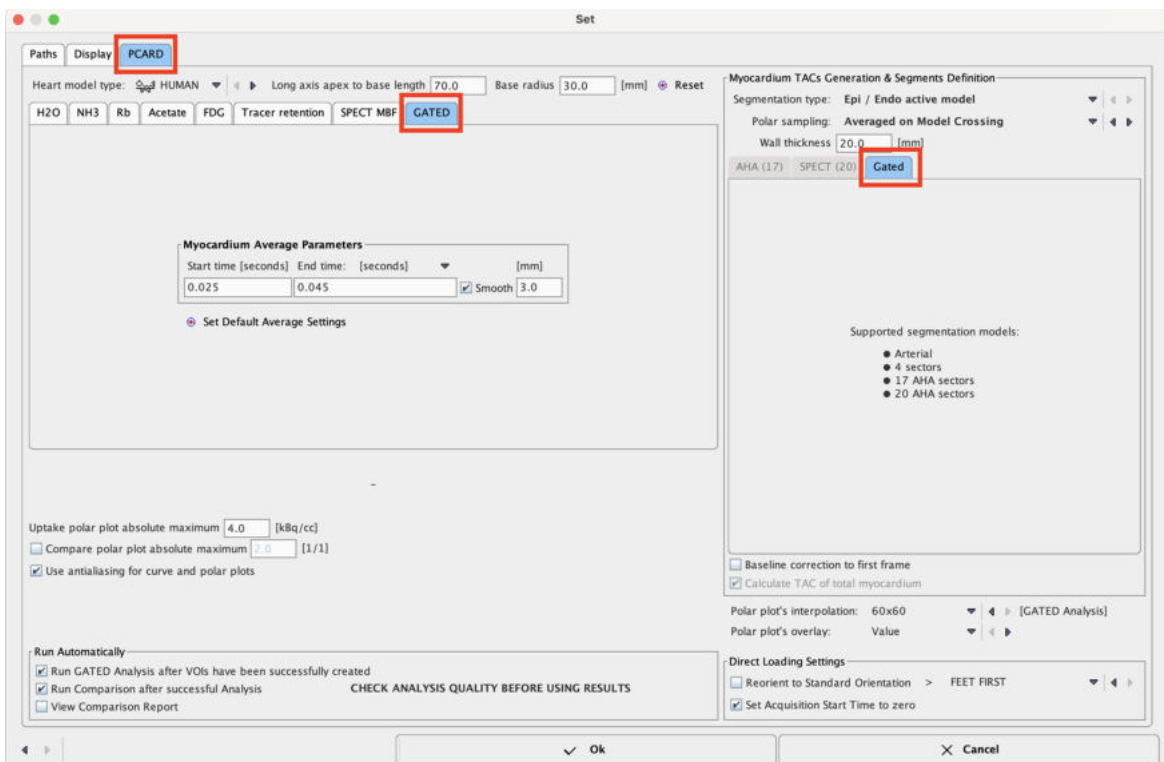 Set
Paths Display PCARD
Heart model type: HUMAN Long axis apex to base length 70.0 Base radius 30.0 [mm] Reset
H2O NH3 Rb Acetate FDG Tracer retention SPECT MBF GATED
Myocardium Average Parameters
Start time [seconds] End time: [seconds] [mm]
0.025 0.045 Smooth 3.0
Set Default Average Settings
Uptake polar plot absolute maximum 4.0 [kBq/cc]
Compare polar plot absolute maximum 2.0 [1/1]
Use antialiasing for curve and polar plots
Run Automatically
Run GATED Analysis after VOIs have been successfully created
Run Comparison after successful Analysis CHECK ANALYSIS QUALITY BEFORE USING RESULTS
View Comparison Report
Myocardium TACs Generation & Segments Definition
Segmentation type: Epi / Endo active model
Polar sampling: Averaged on Model Crossing
Wall thickness 20.0 [mm]
AHA (17) SPECT (20) Gated
Supported segmentation models:
● Arterial
● 4 sectors
● 17 AHA sectors
● 20 AHA sectors
Baseline correction to first frame
Calculate TAC of total myocardium
Polar plot's interpolation: 60x60 [GATED Analysis]
Polar plot's overlay: Value
Direct Loading Settings
Reorient to Standard Orientation > FEET FIRST
Set Acquisition Start Time to zero
Ok Cancel